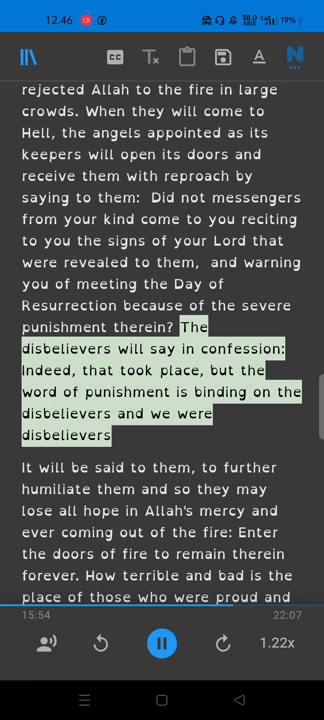 12.46
58.0
19%
CC
rejected Allah to the fire in large
crowds. When they will come to
Hell, the angels appointed as its
keepers will open its doors and
receive them with reproach by
saying to them:  Did not messengers
from your kind come to you reciting
to you the signs of your Lord that
were revealed to them,  and warning
you of meeting the Day of
Resurrection because of the severe
punishment therein? The
disbelievers will say in confession:
Indeed, that took place, but the
word of punishment is binding on the
disbelievers and we were
disbelievers
It will be said to them, to further
humiliate them and so they may
lose all hope in Allah's mercy and
ever coming out of the fire: Enter
the doors of fire to remain therein
forever. How terrible and bad is the
place of those who were proud and
15:54
22:07
1.22x